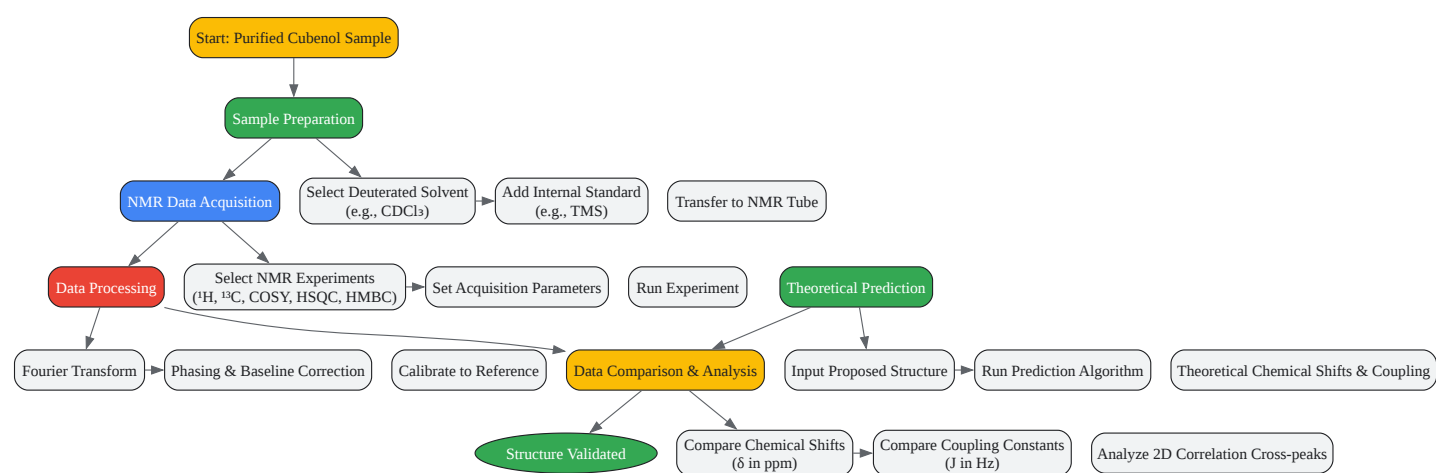 Start: Purified Cubenol Sample
Sample Preparation
NMR Data Acquisition
Select Deuterated Solvent
(e.g., CDCl₃)
Add Internal Standard
(e.g., TMS)
Transfer to NMR Tube
Data Processing
Select NMR Experiments
(¹H, ¹³C, COSY, HSQC, HMBC)
Set Acquisition Parameters
Run Experiment
Theoretical Prediction
Fourier Transform
Phasing & Baseline Correction
Calibrate to Reference
Data Comparison & Analysis
Input Proposed Structure
Run Prediction Algorithm
Theoretical Chemical Shifts & Coupling
Structure Validated
Compare Chemical Shifts
(δ in ppm)
Compare Coupling Constants
(J in Hz)
Analyze 2D Correlation Cross-peaks